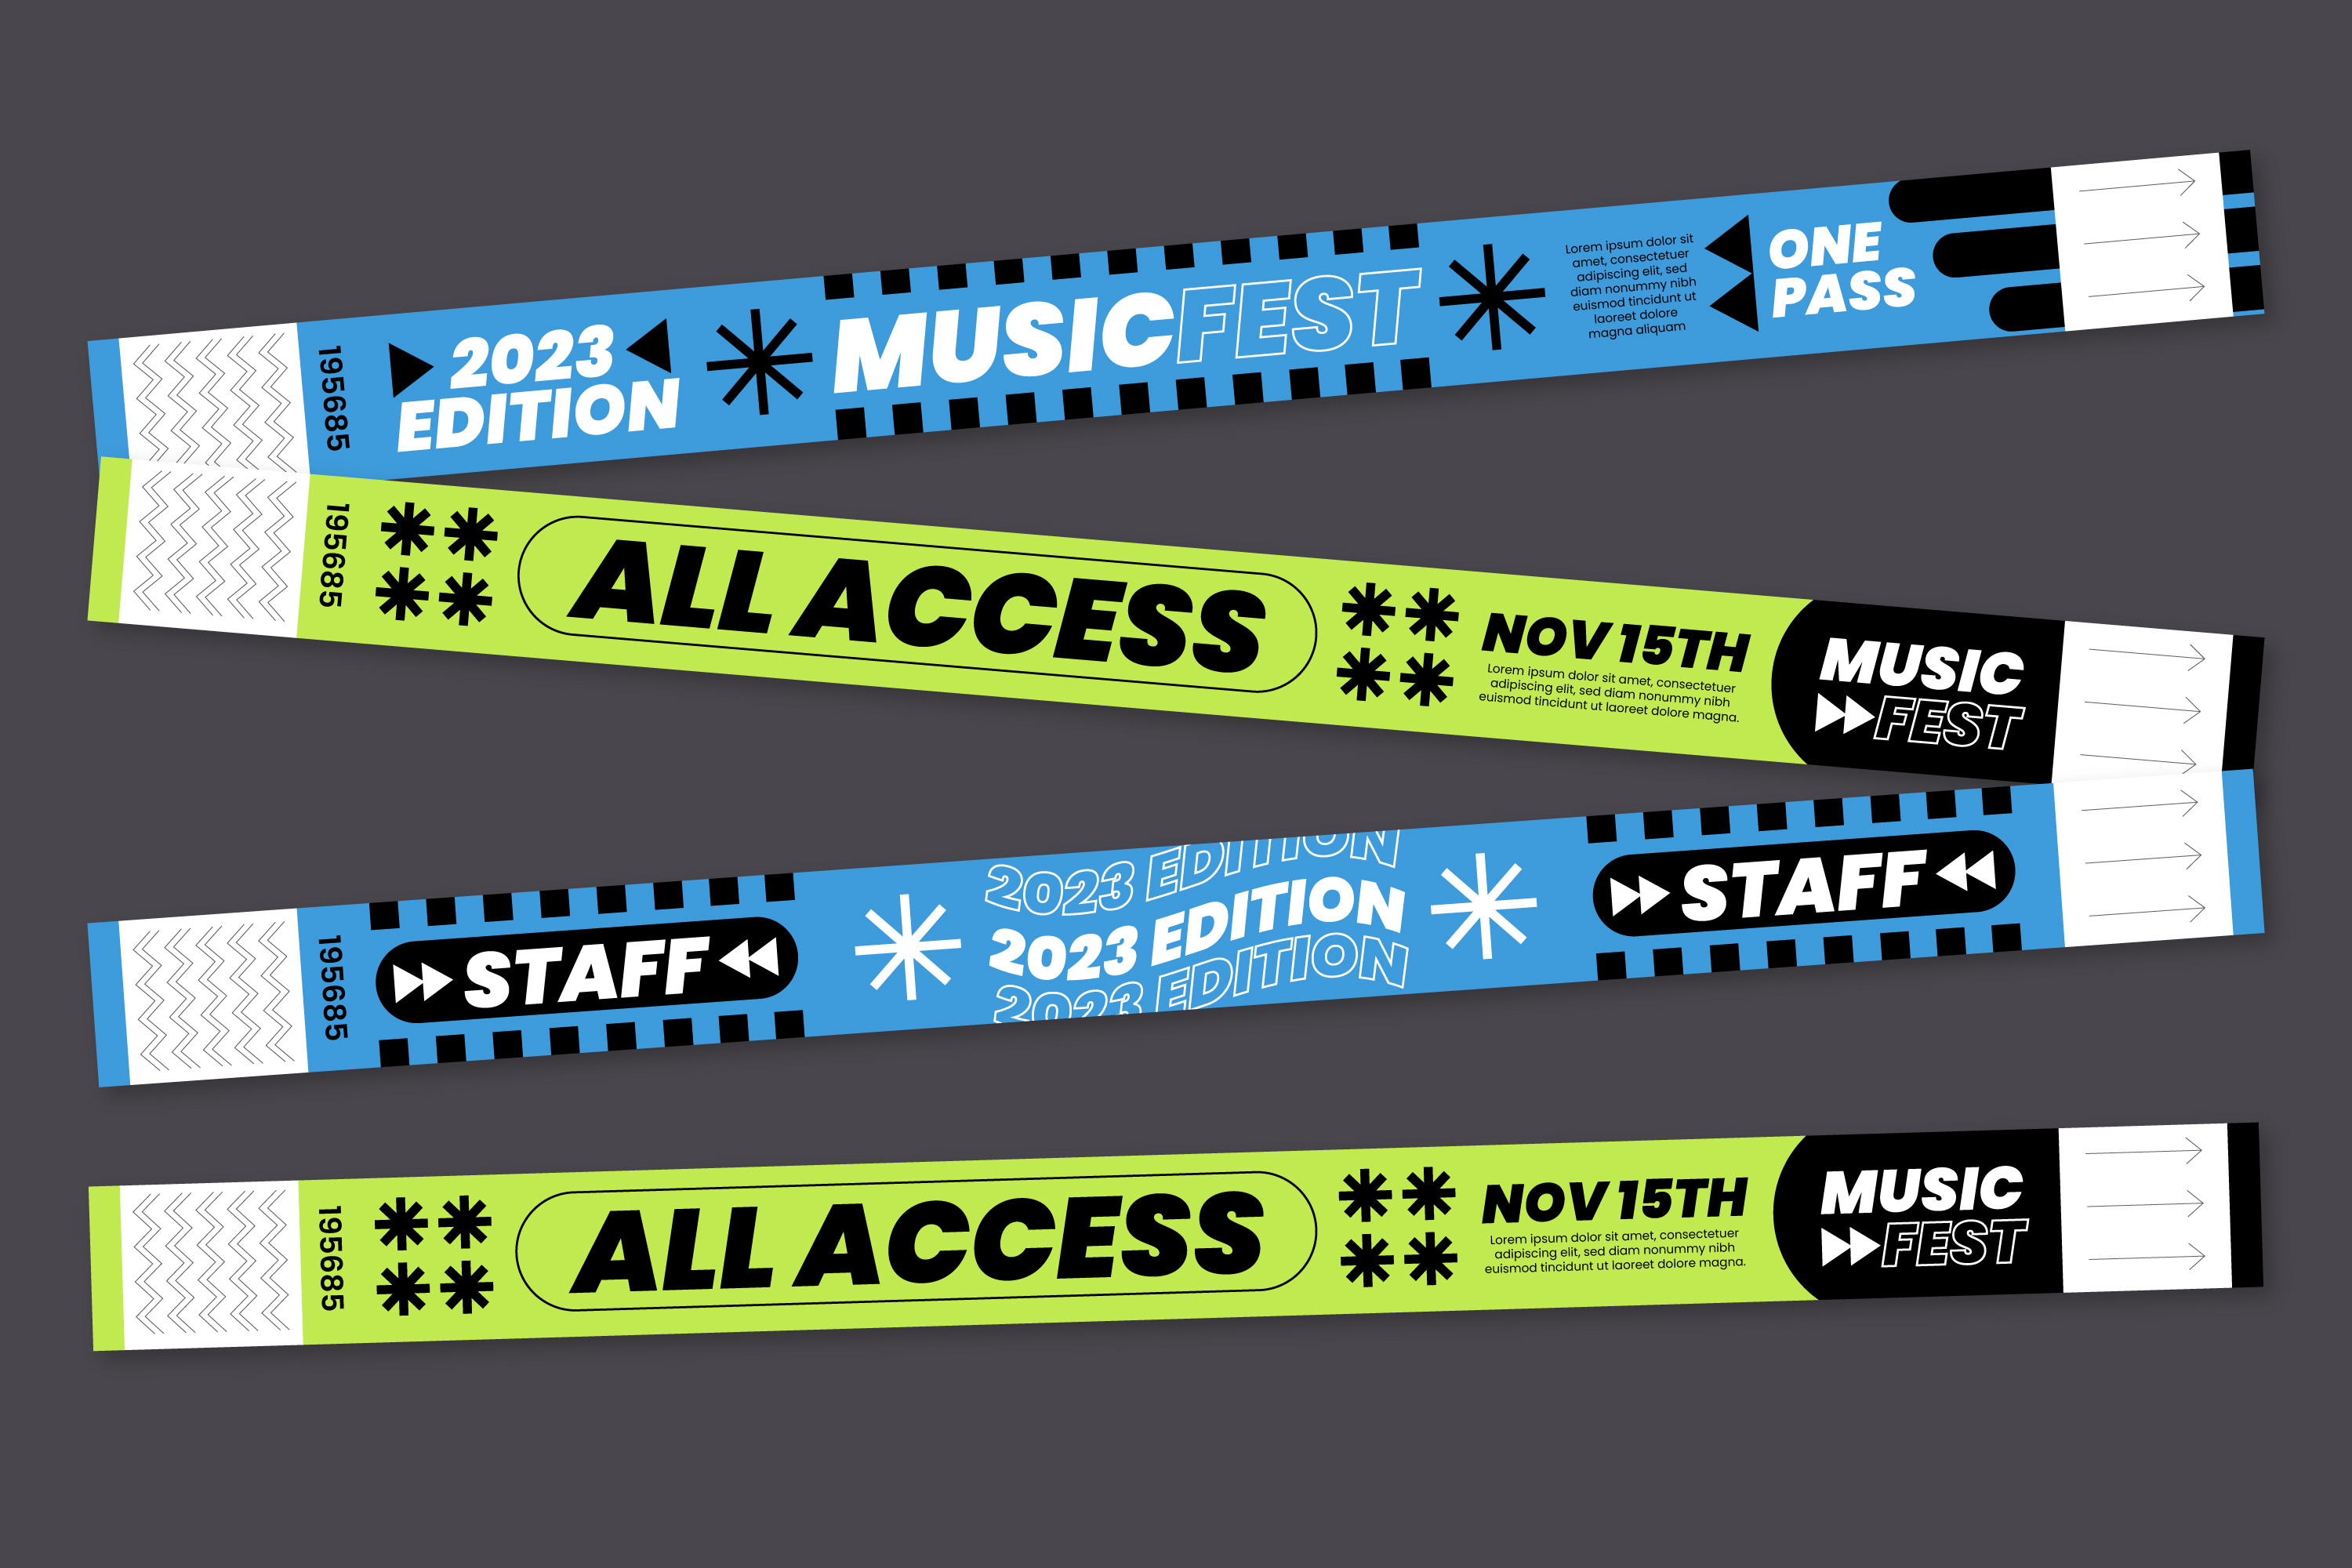 195685
2023
EDITION
MUSICFEST
Lorem ipsum dolor sit
amet, consectetuer
adipiscing elit, sed
diam nonummy nibh
euismod tincidunt ut
laoreet dolore
magna aliquam
ONE
PASS
195685
ALL ACCESS
NOV 15TH
Lorem ipsum dolor sit amet, consectetuer
adipiscing elit, sed diam nonummy nibh
euismod tincidunt ut laoreet dolore magna.
MUSIC
FEST
195685
STAFF
2023 EDITION
2023 EDITION
2023 EDITION
STAFF
195685
ALL ACCESS
NOV 15TH
Lorem ipsum dolor sit amet, consectetuer
adipiscing elit, sed diam nonummy nibh
euismod tincidunt ut laoreet dolore magna.
MUSIC
FEST